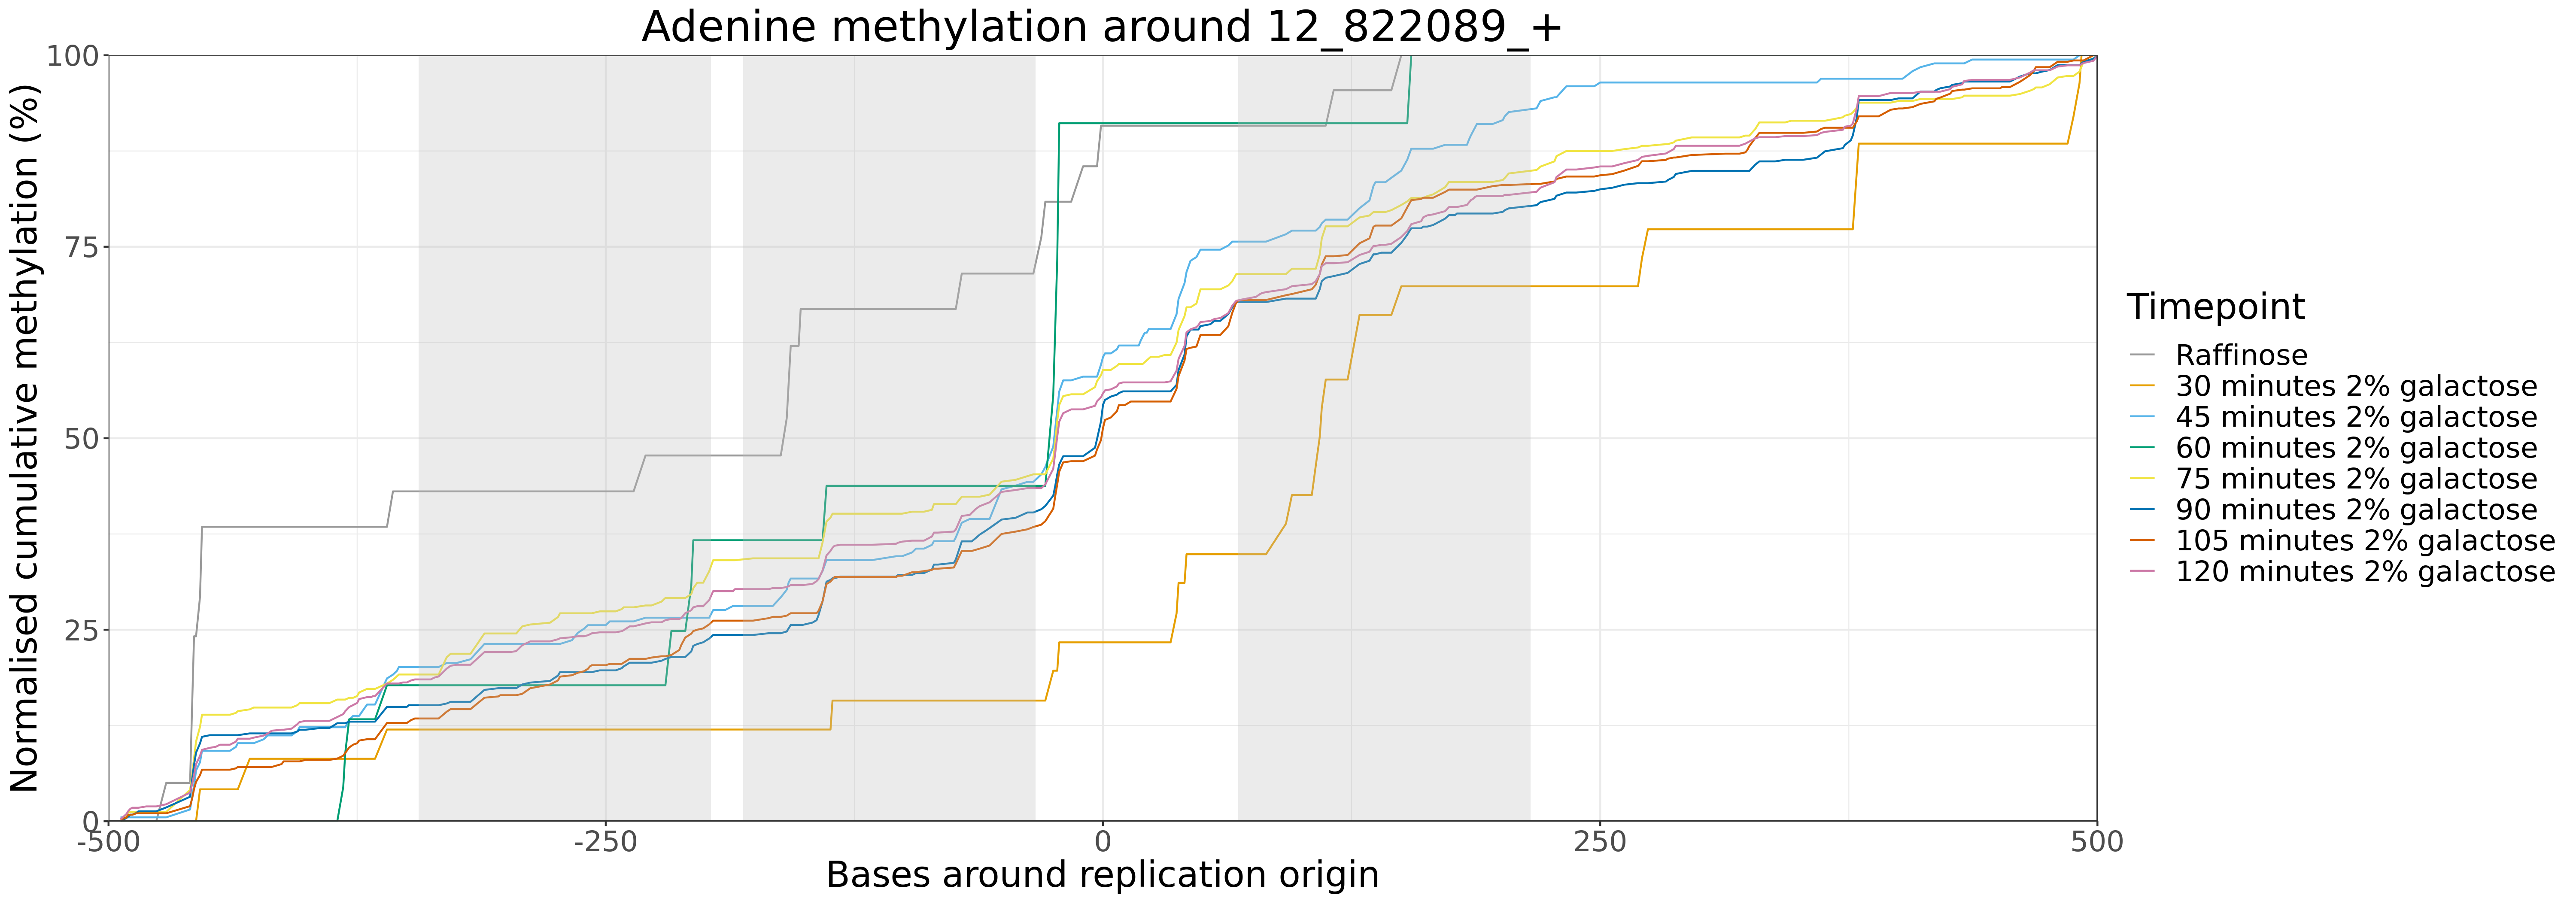 Adenine methylation around 12_822089_+
Normalised cumulative methylation (%)
100
75
50
25
0
-500
-250
0
250
500
Bases around replication origin
Timepoint
Raffinose
30 minutes 2% galactose
45 minutes 2% galactose
60 minutes 2% galactose
75 minutes 2% galactose
90 minutes 2% galactose
105 minutes 2% galactose
120 minutes 2% galactose